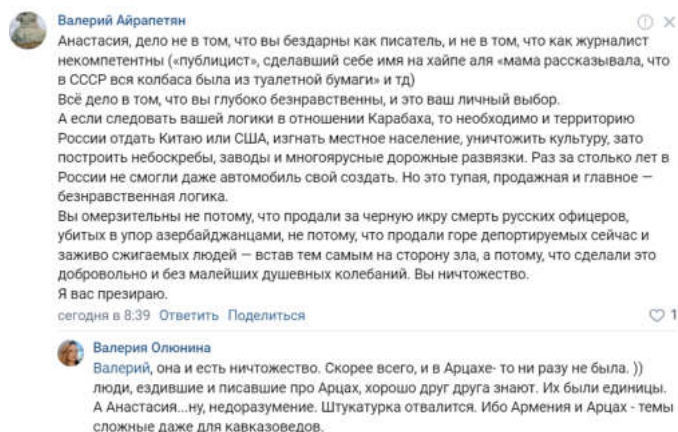 Валерий Айрапетян
Анастасия, дело не в том, что вы бездарны как писатель, и не в том, что как журналист
некомпетентны («публицист», сделавший себе имя на хайпе аля «мама рассказывала, что
в СССР вся колбаса была из туалетной бумаги» и тд)
Всё дело в том, что вы глубоко безнравственны, и это ваш личный выбор.
А если следовать вашей логики в отношении Карабаха, то необходимо и территорию
России отдать Китаю или США, изгнать местное население, уничтожить культуру, зато
построить небоскребы, заводы и многоярусные дорожные развязки. Раз за столько лет в
России не смогли даже автомобиль свой создать. Но это тупая, продажная и главное —
безнравственная логика.
Вы омерзительны не потому, что продали за черную икру смерть русских офицеров,
убитых в упор азербайджанцами, не потому, что продали горе депортируемых сейчас и
заживо сжигаемых людей — встав тем самым на сторону зла, а потому, что сделали это
добровольно и без малейших душевных колебаний. Вы ничтожество.
Я вас презираю.
сегодня в 8:39 Ответить Поделиться 1
Валерия Олюнина
Валерий, она и есть ничтожество. Скорее всего, и в Арцахе- то ни разу не была. ))
люди, ездившие и писавшие про Арцах, хорошо друг друга знают. Их были единицы.
А Анастасия...ну, недоразумение. Штукатурка отвалится. Ибо Армения и Арцах - темы
сложные даже для кавказоведов.